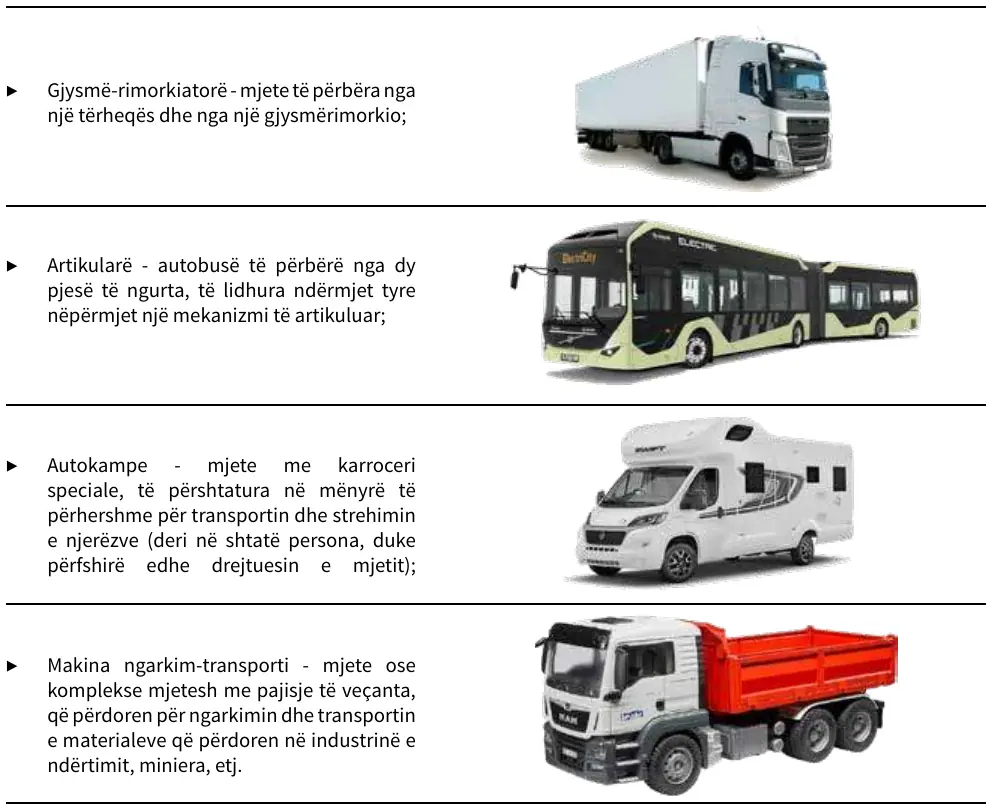 ▶ Gjysmë-rimorkiatorë - mjete të përbëra nga
një tërheqës dhe nga një gjysmërimorkio;
ELECTRIC
ElectriCity
▶ Artikularë - autobusë të përbërë nga dy
pjesë të ngurta, të lidhura ndërmjet tyre
nëpërmjet një mekanizmi të artikuluar;
SWIFT
▶ Autokampe - mjete me karroceri
speciale, të përshtatura në mënyrë të
përhershme për transportin dhe strehimin
e njerëzve (deri në shtatë persona, duke
përfshirë edhe drejtuesin e mjetit);
▶ Makina ngarkim-transporti - mjete ose
komplekse mjetesh me pajisje të veçanta,
që përdoren për ngarkimin dhe transportin
e materialeve që përdoren në industrinë e
ndërtimit, miniera, etj.
MAN